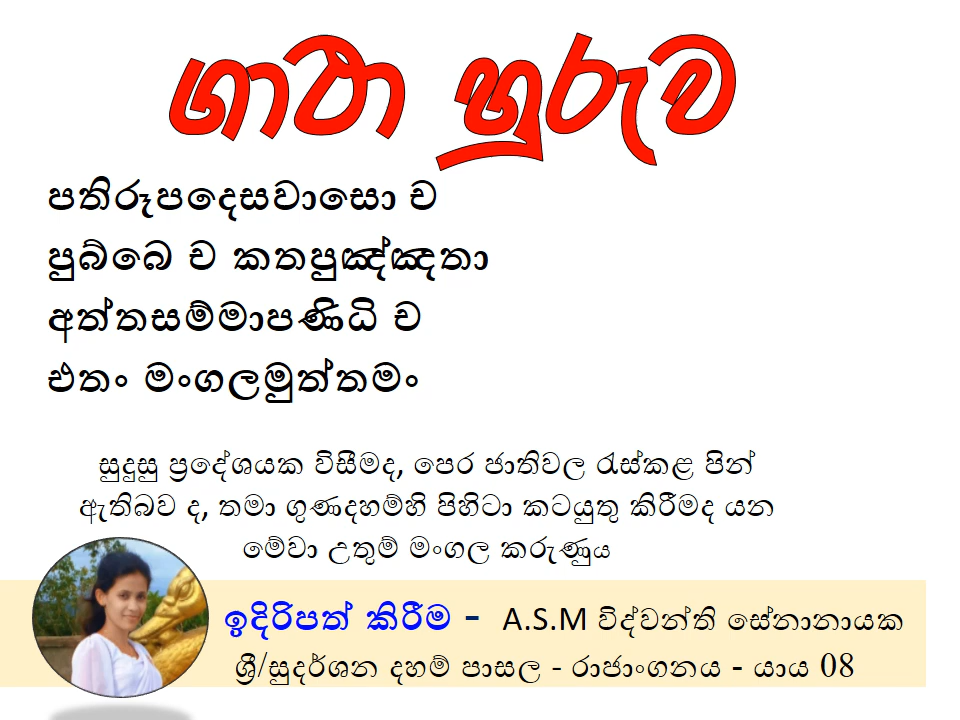 ගාථා හුරුව
පතිරූපදෙසවාසො ච
පුබ්බෙ ච කතපුඤ්ඤතා
අත්තසම්මාපණිධි ච
එතං මංගලමුත්තමං
සුදුසු ප්‍රදේශයක විසීමද, පෙර ජාතිවල රැස්කළ පින්
ඇතිබව ද, තමා ගුණදහම්හි පිහිටා කටයුතු කිරීමද යන
මේවා උතුම් මංගල කරුණුය
ඉදිරිපත් කිරීම - A.S.M විද්වන්ති සේනානායක
ශ්‍රී/සුදර්ශන දහම් පාසල - රාජාංගනය - යාය 08